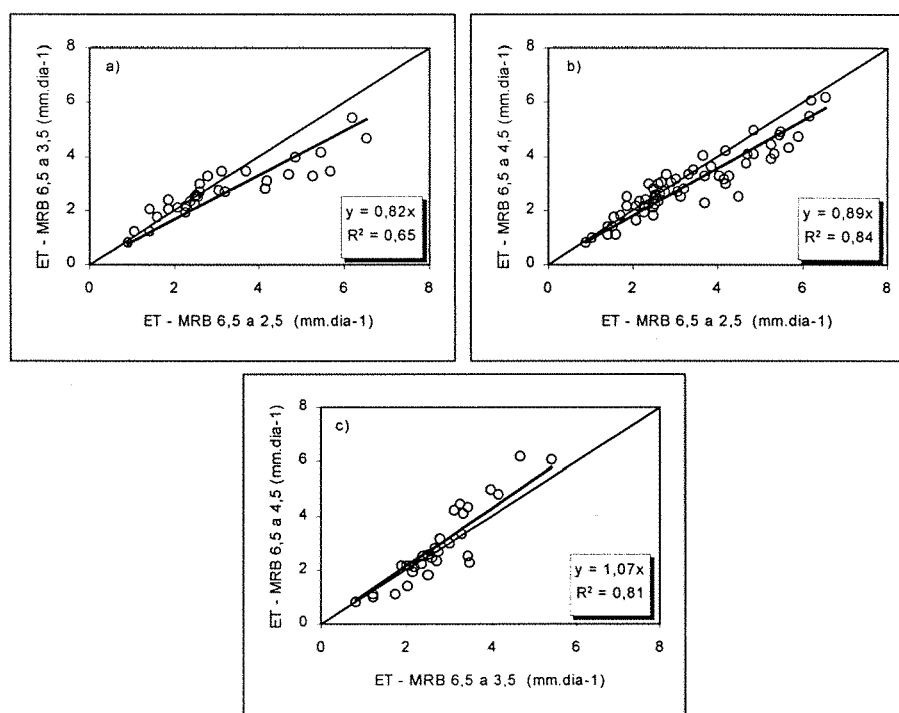 a)
ET - MRB 6,5 a 3,5 (mm.dia-1)
8
6
4
2
0
y = 0,82x
R² = 0,65
0 2 4 6 8
ET - MRB 6,5 a 2,5 (mm.dia-1)
b)
ET - MRB 6,5 a 4,5 (mm.dia-1)
8
6
4
2
0
y = 0,89x
R² = 0,84
0 2 4 6 8
ET - MRB 6,5 a 2,5 (mm.dia-1)
c)
ET - MRB 6,5 a 4,5 (mm.dia-1)
8
6
4
2
0
y = 1,07x
R² = 0,81
0 2 4 6 8
ET - MRB 6,5 a 3,5 (mm.dia-1)